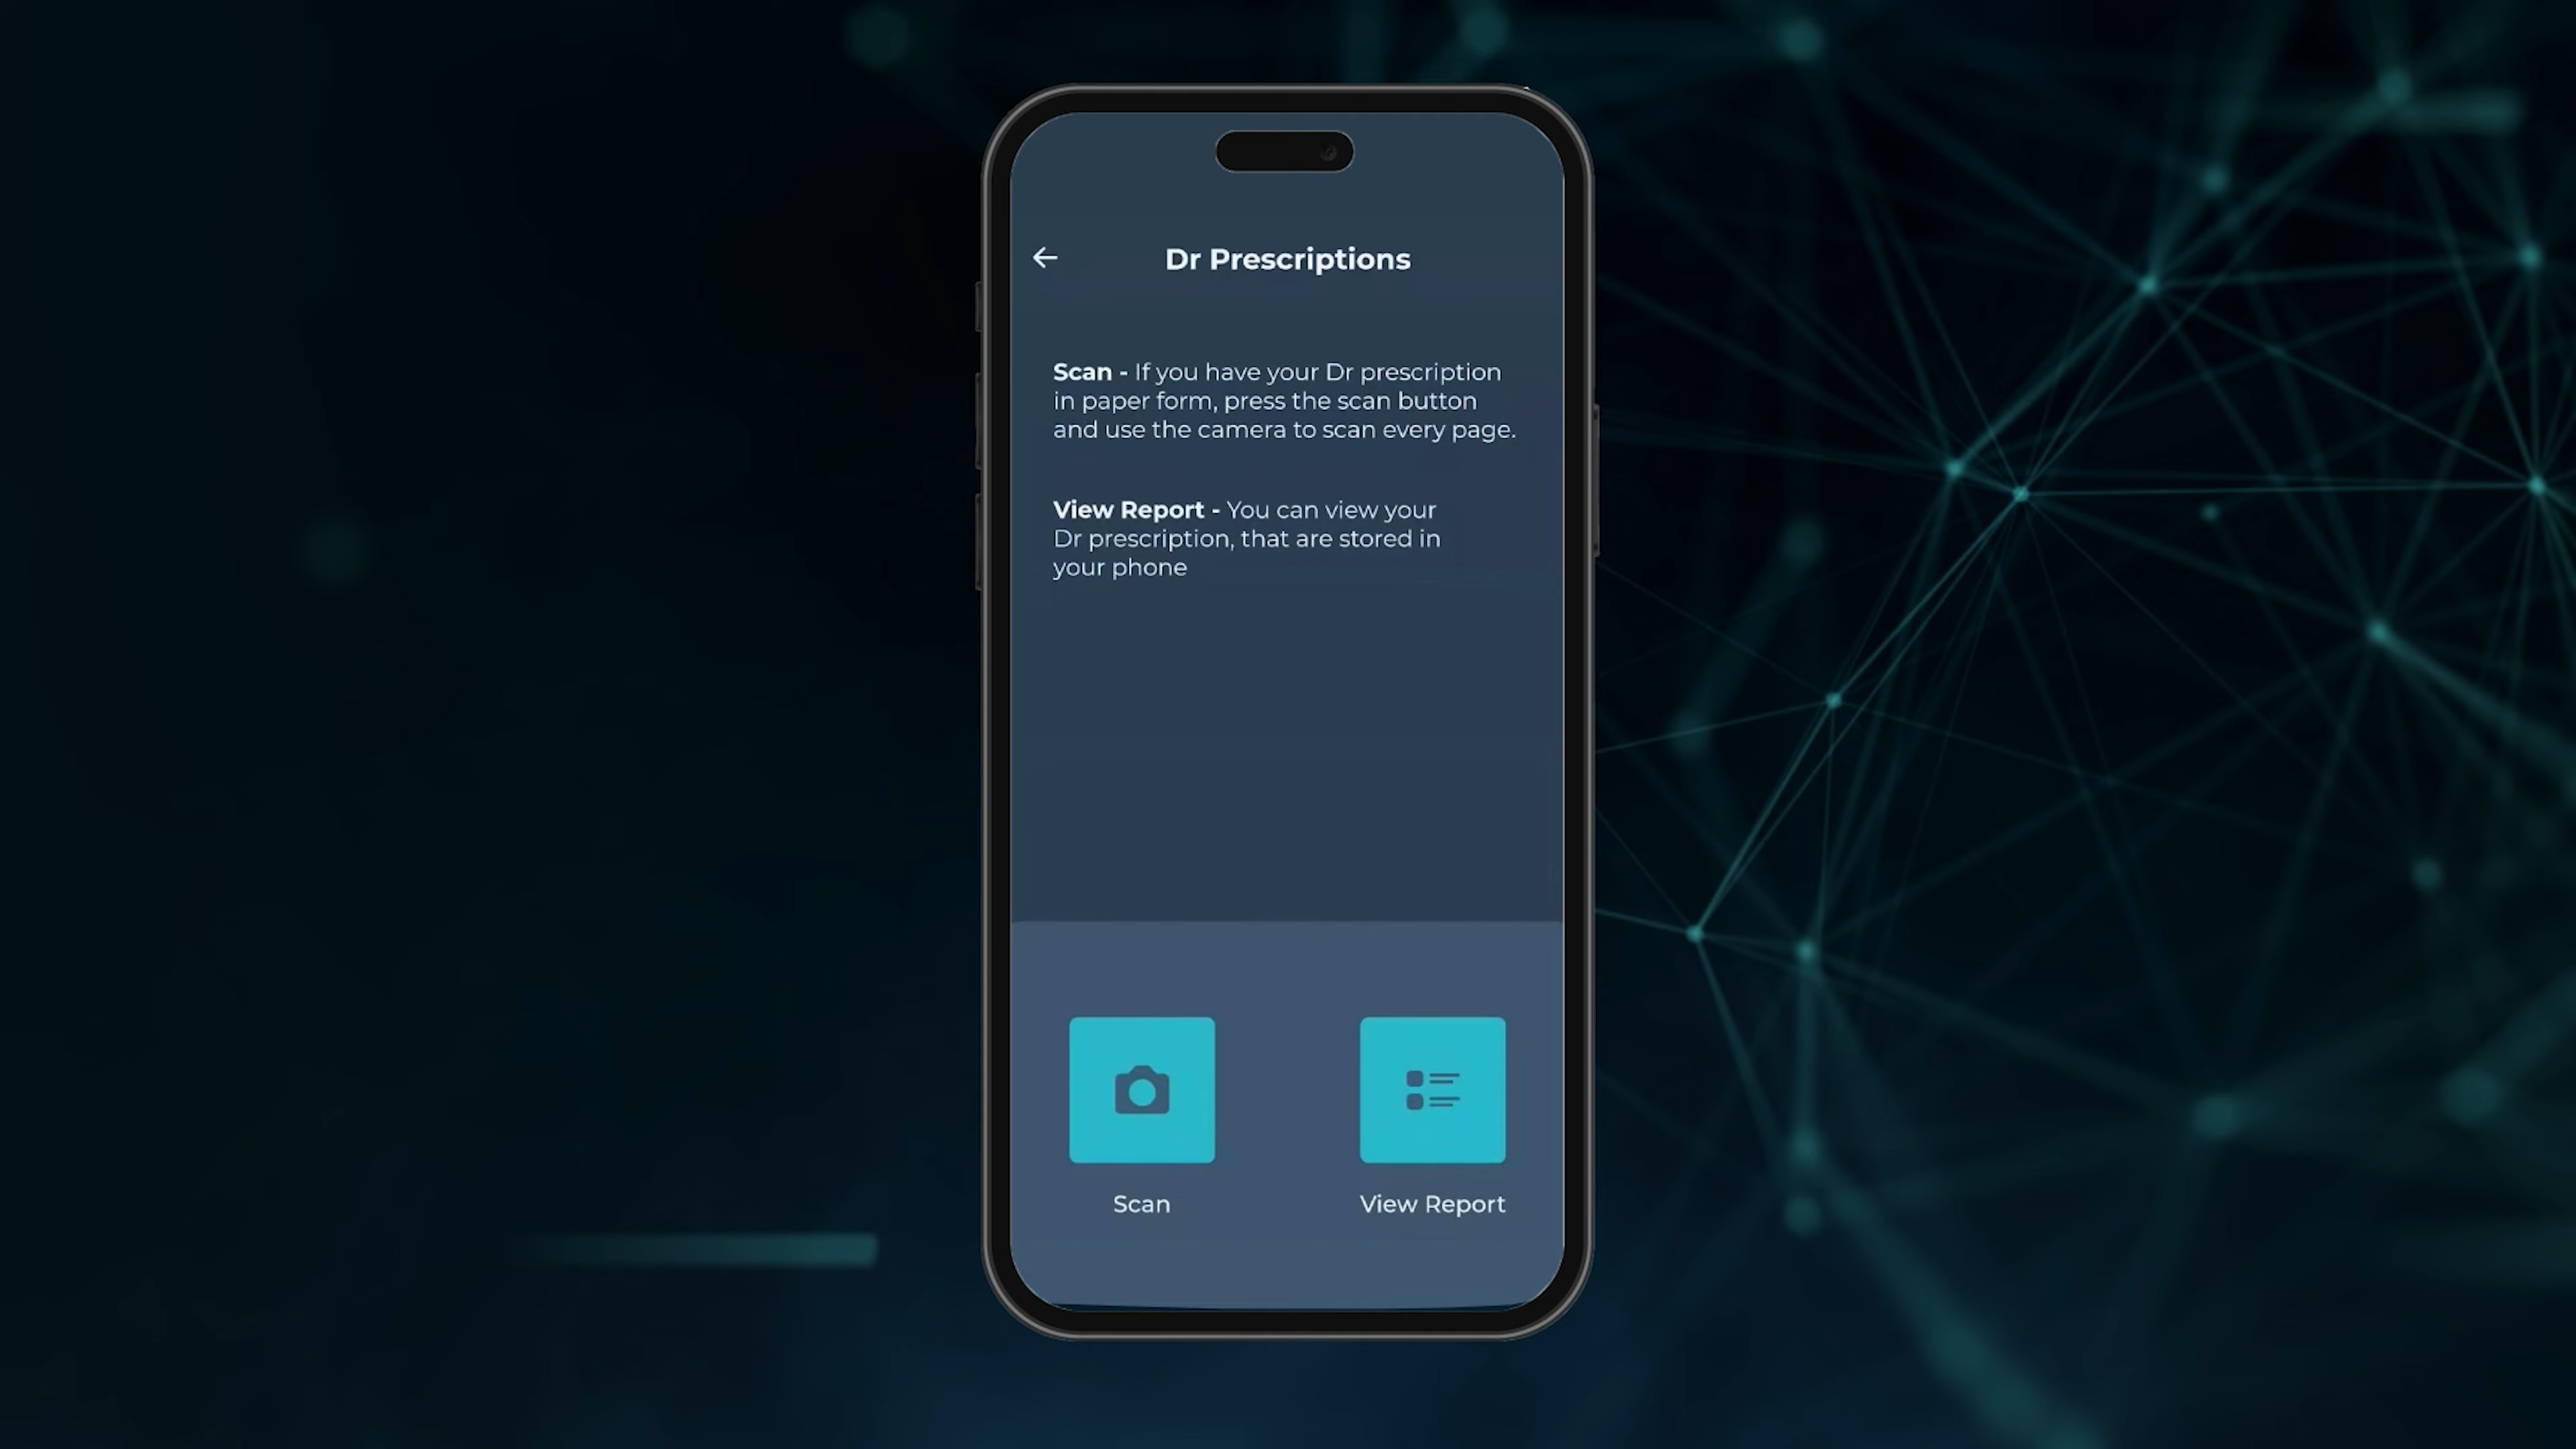 Dr Prescriptions
Scan - If you have your Dr prescription
in paper form, press the scan button
and use the camera to scan every page.
View Report - You can view your
Dr prescription, that are stored in
your phone
Scan
View Report